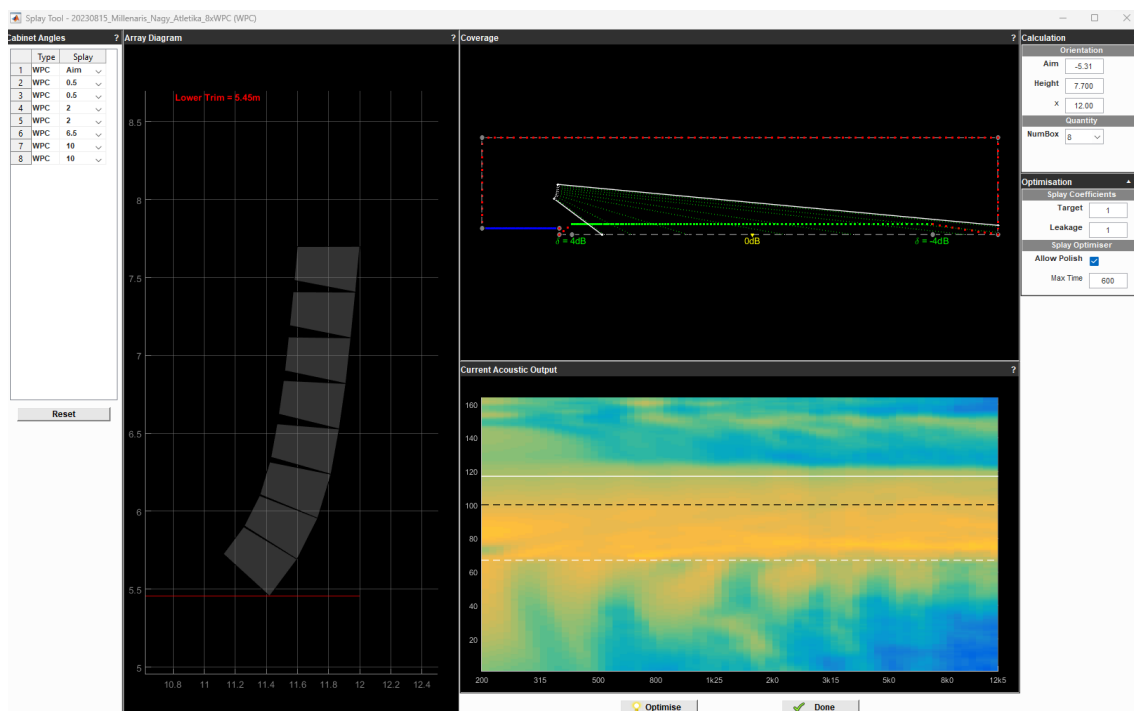 Splay Tool - 20230815_Millenaris_Nagy_Atletika_8xWPC (WPC)
Cabinet Angles ?
Type Splay
1 WPC Aim
2 WPC 0.5
3 WPC 0.5
4 WPC 2
5 WPC 2
6 WPC 6.5
7 WPC 10
8 WPC 10
Reset
Array Diagram ?
Lower Trim = 5.45m
8.5
8
7.5
7
6.5
6
5.5
5
10.8 11 11.2 11.4 11.6 11.8 12 12.2 12.4
Coverage ?
δ = 4dB 0dB δ = -4dB
Current Acoustic Output ?
160
140
120
100
80
60
40
20
200 315 500 800 1k25 2k0 3k15 5k0 8k0 12k5
Optimise Done
Calculation
Orientation
Aim -5.31
Height 7.700
x 12.00
Quantity
NumBox 8
Optimisation
Splay Coefficients
Target 1
Leakage 1
Splay Optimiser
Allow Polish
Max Time 600